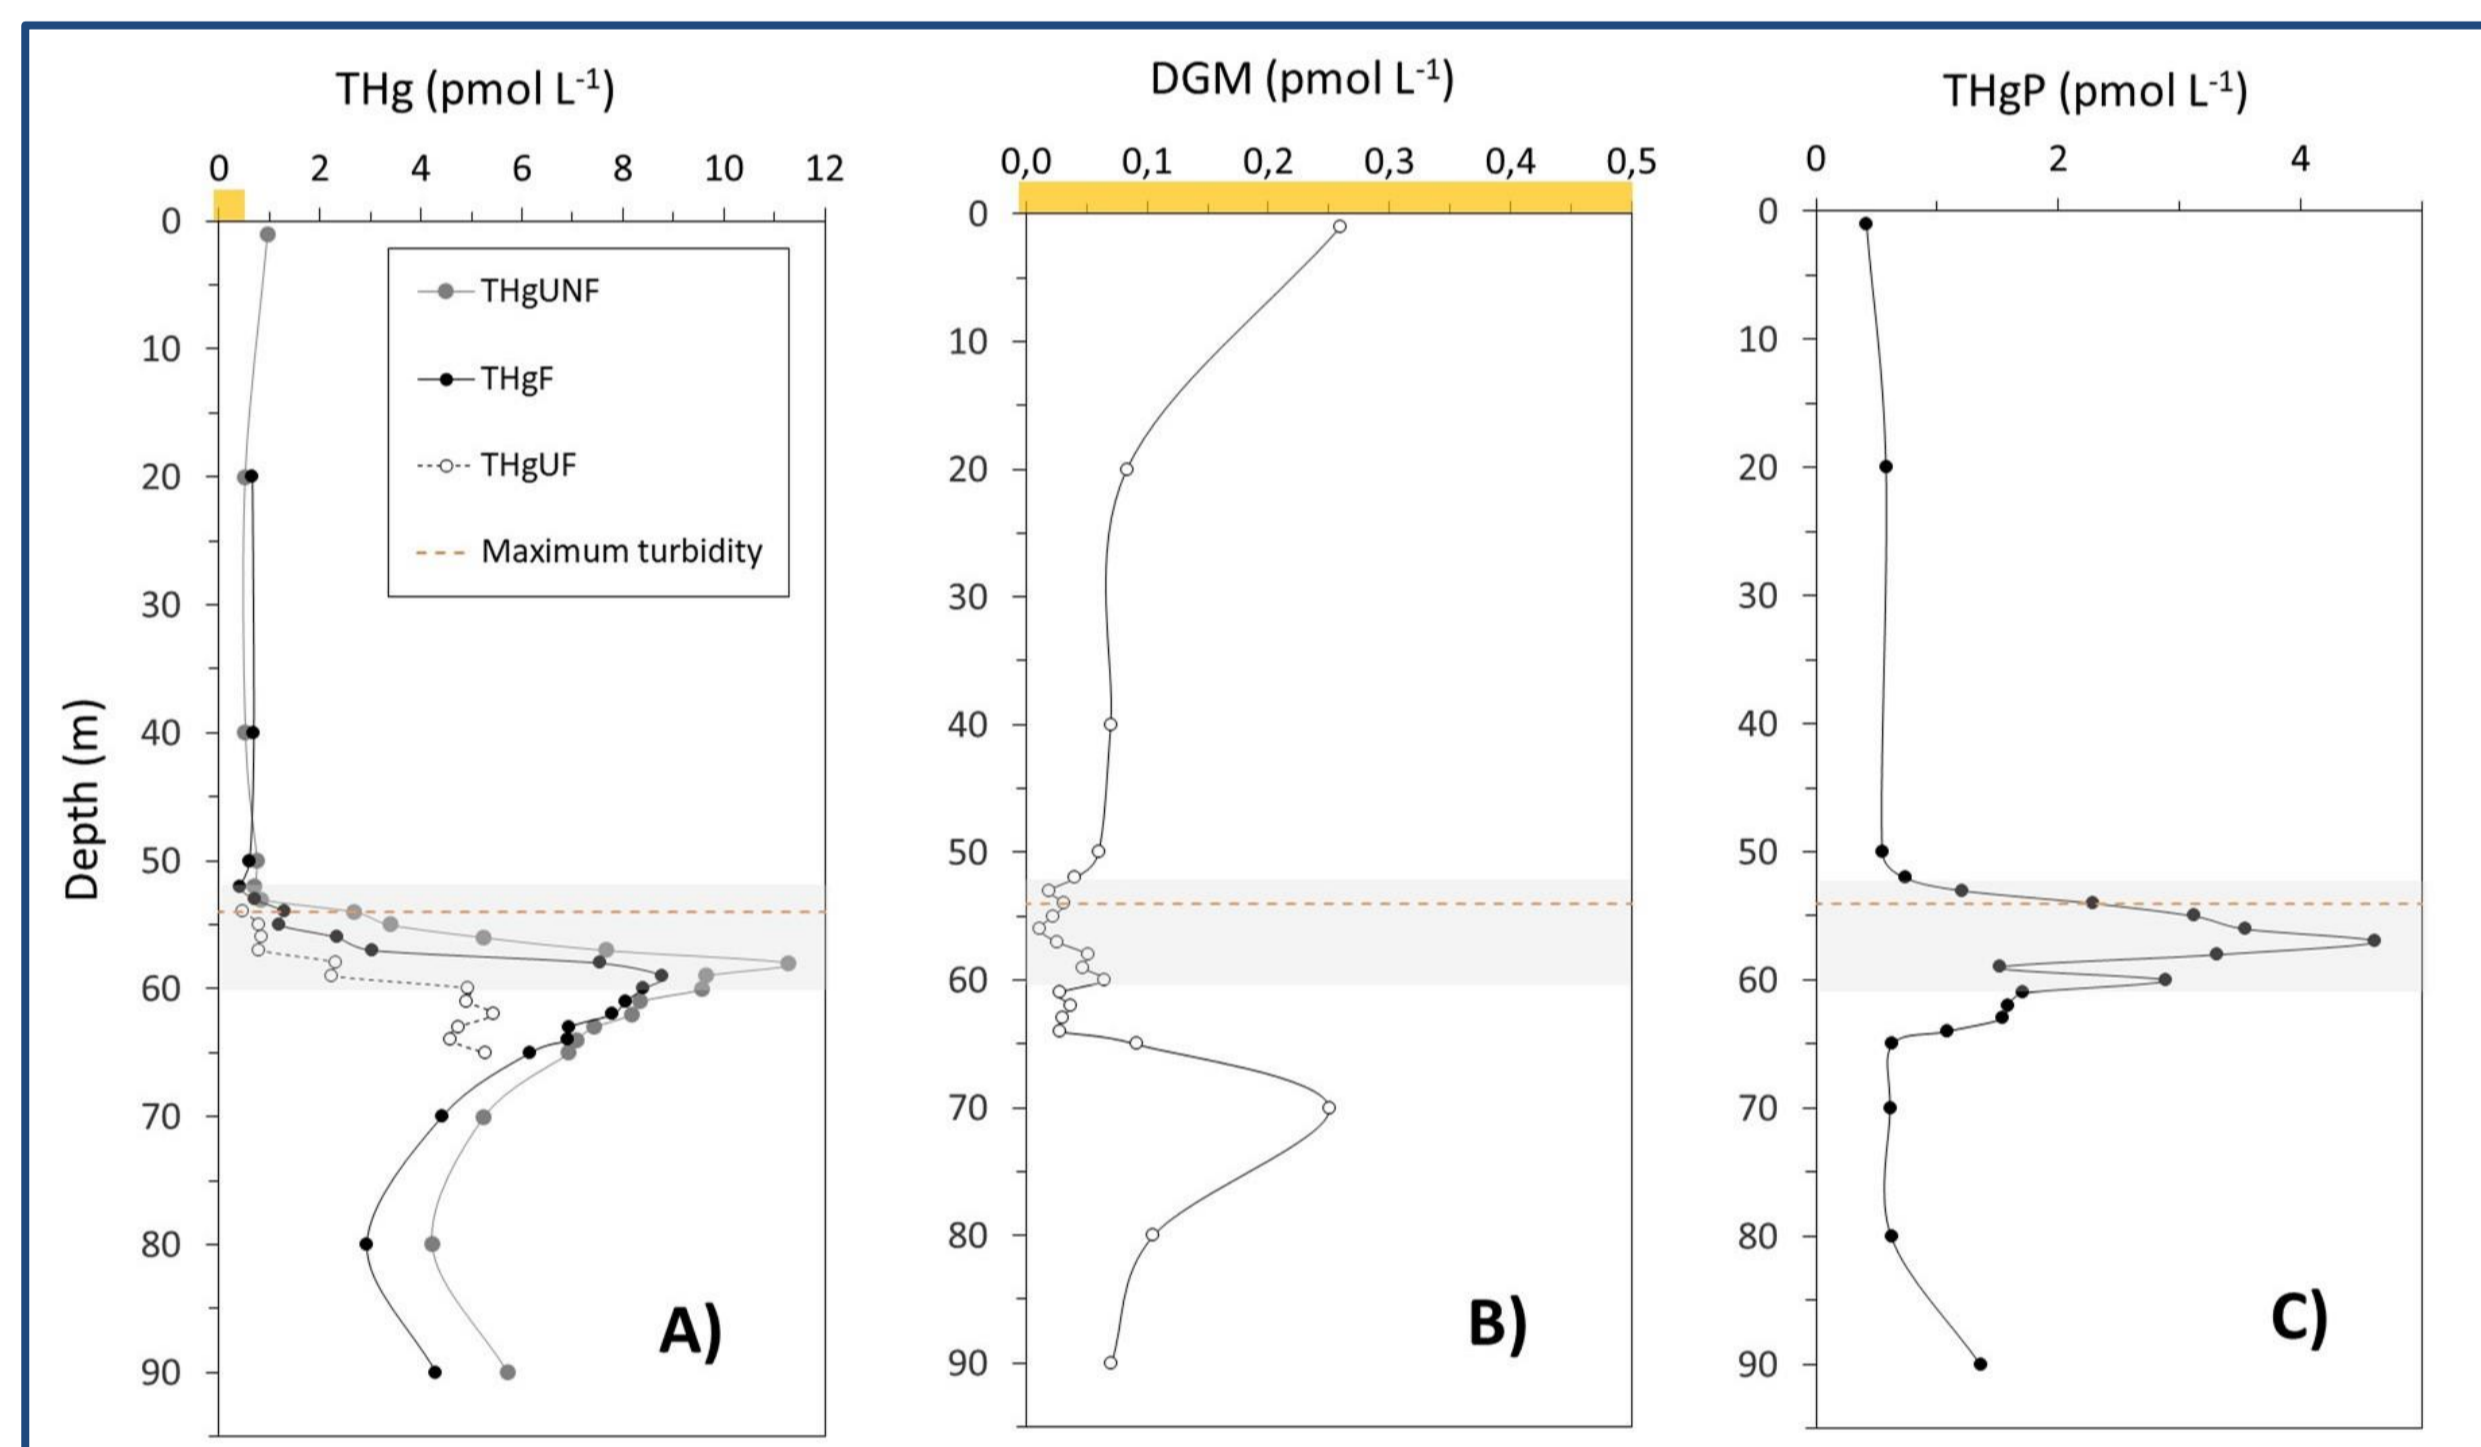 THg (pmol L-1)
0 2 4 6 8 10 12
0
10
20
30
40
50
60
70
80
90
Depth (m)
THgUNF
THgF
THgUF
Maximum turbidity
A)
DGM (pmol L-1)
0,0 0,1 0,2 0,3 0,4 0,5
0
10
20
30
40
50
60
70
80
90
B)
THgP (pmol L-1)
0 2 4
0
10
20
30
40
50
60
70
80
90
C)